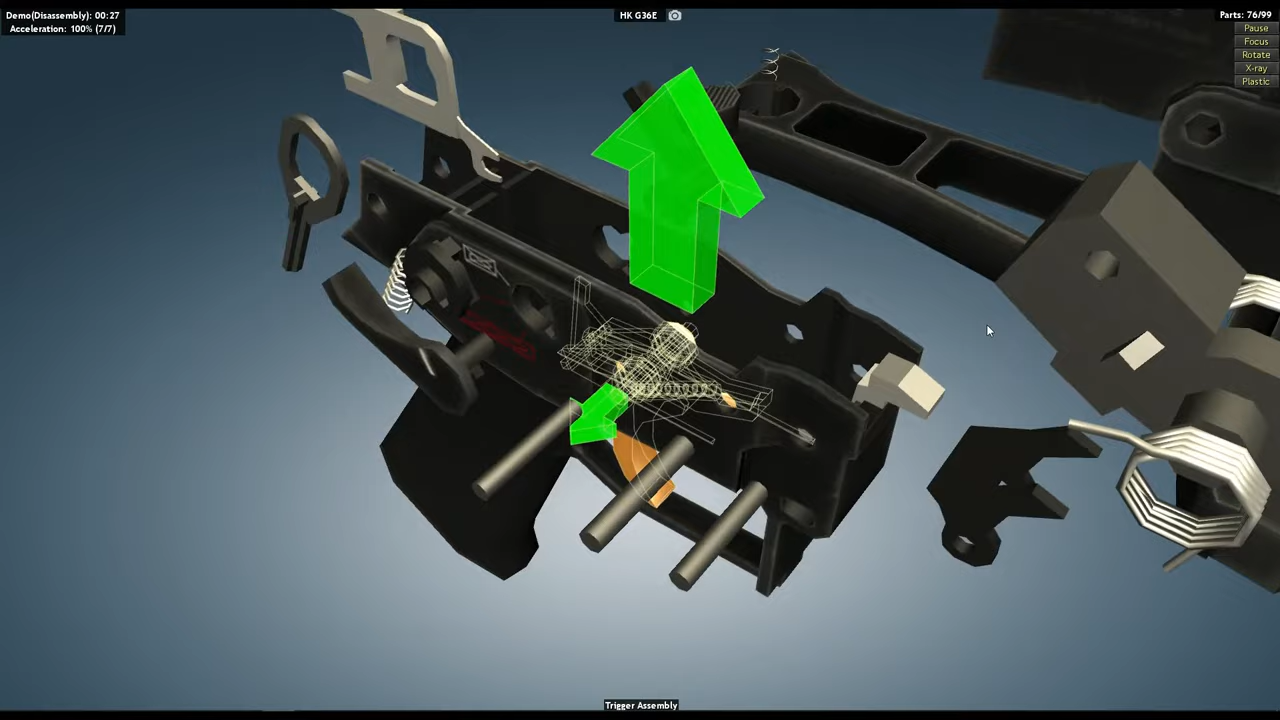 Demo(Disassembly): 00:27
Acceleration: 100% (7/7)
HK G36E
Parts: 76/99
Pause
Focus
Rotate
X-ray
Plastic
Trigger Assembly